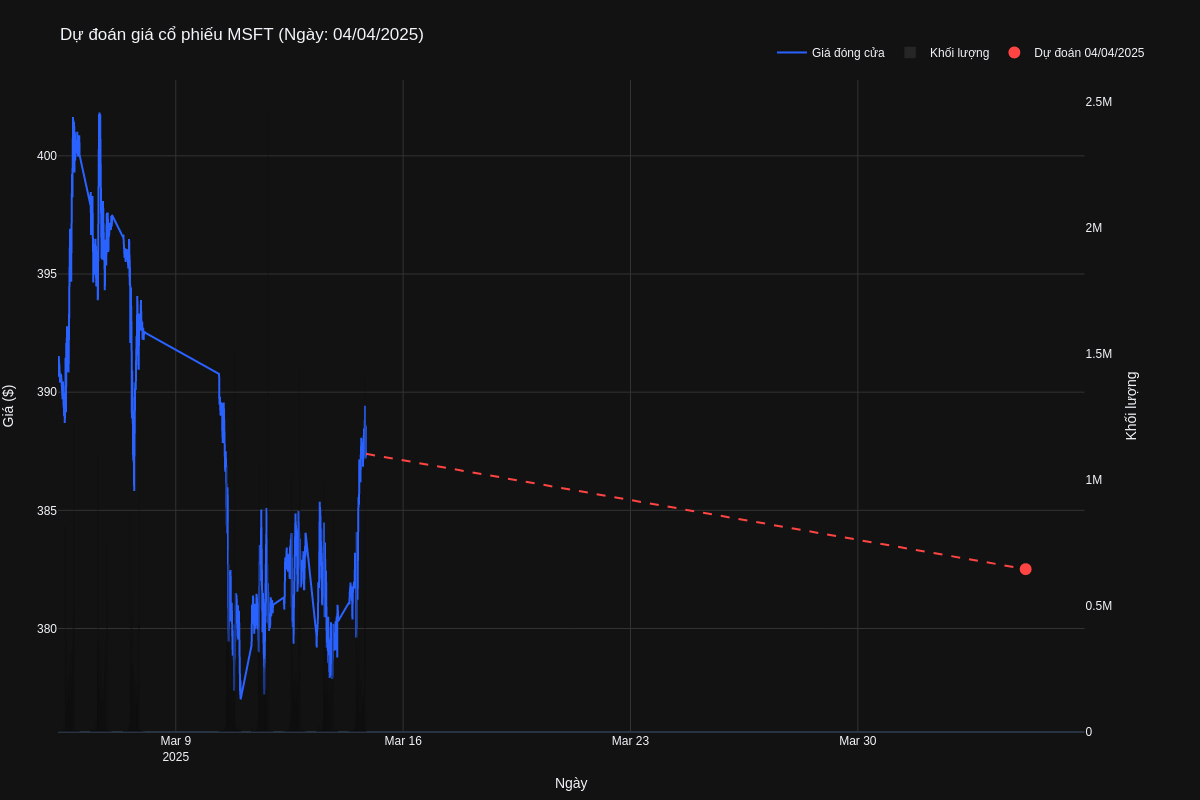 Dự đoán giá cổ phiếu MSFT (Ngày: 04/04/2025)
Giá đóng cửa
Khối lượng
Dự đoán 04/04/2025
400
395
390
385
380
Giá ($)
2.5M
2M
1.5M
1M
0.5M
0
Khối lượng
Mar 9
2025
Mar 16
Mar 23
Mar 30
Ngày